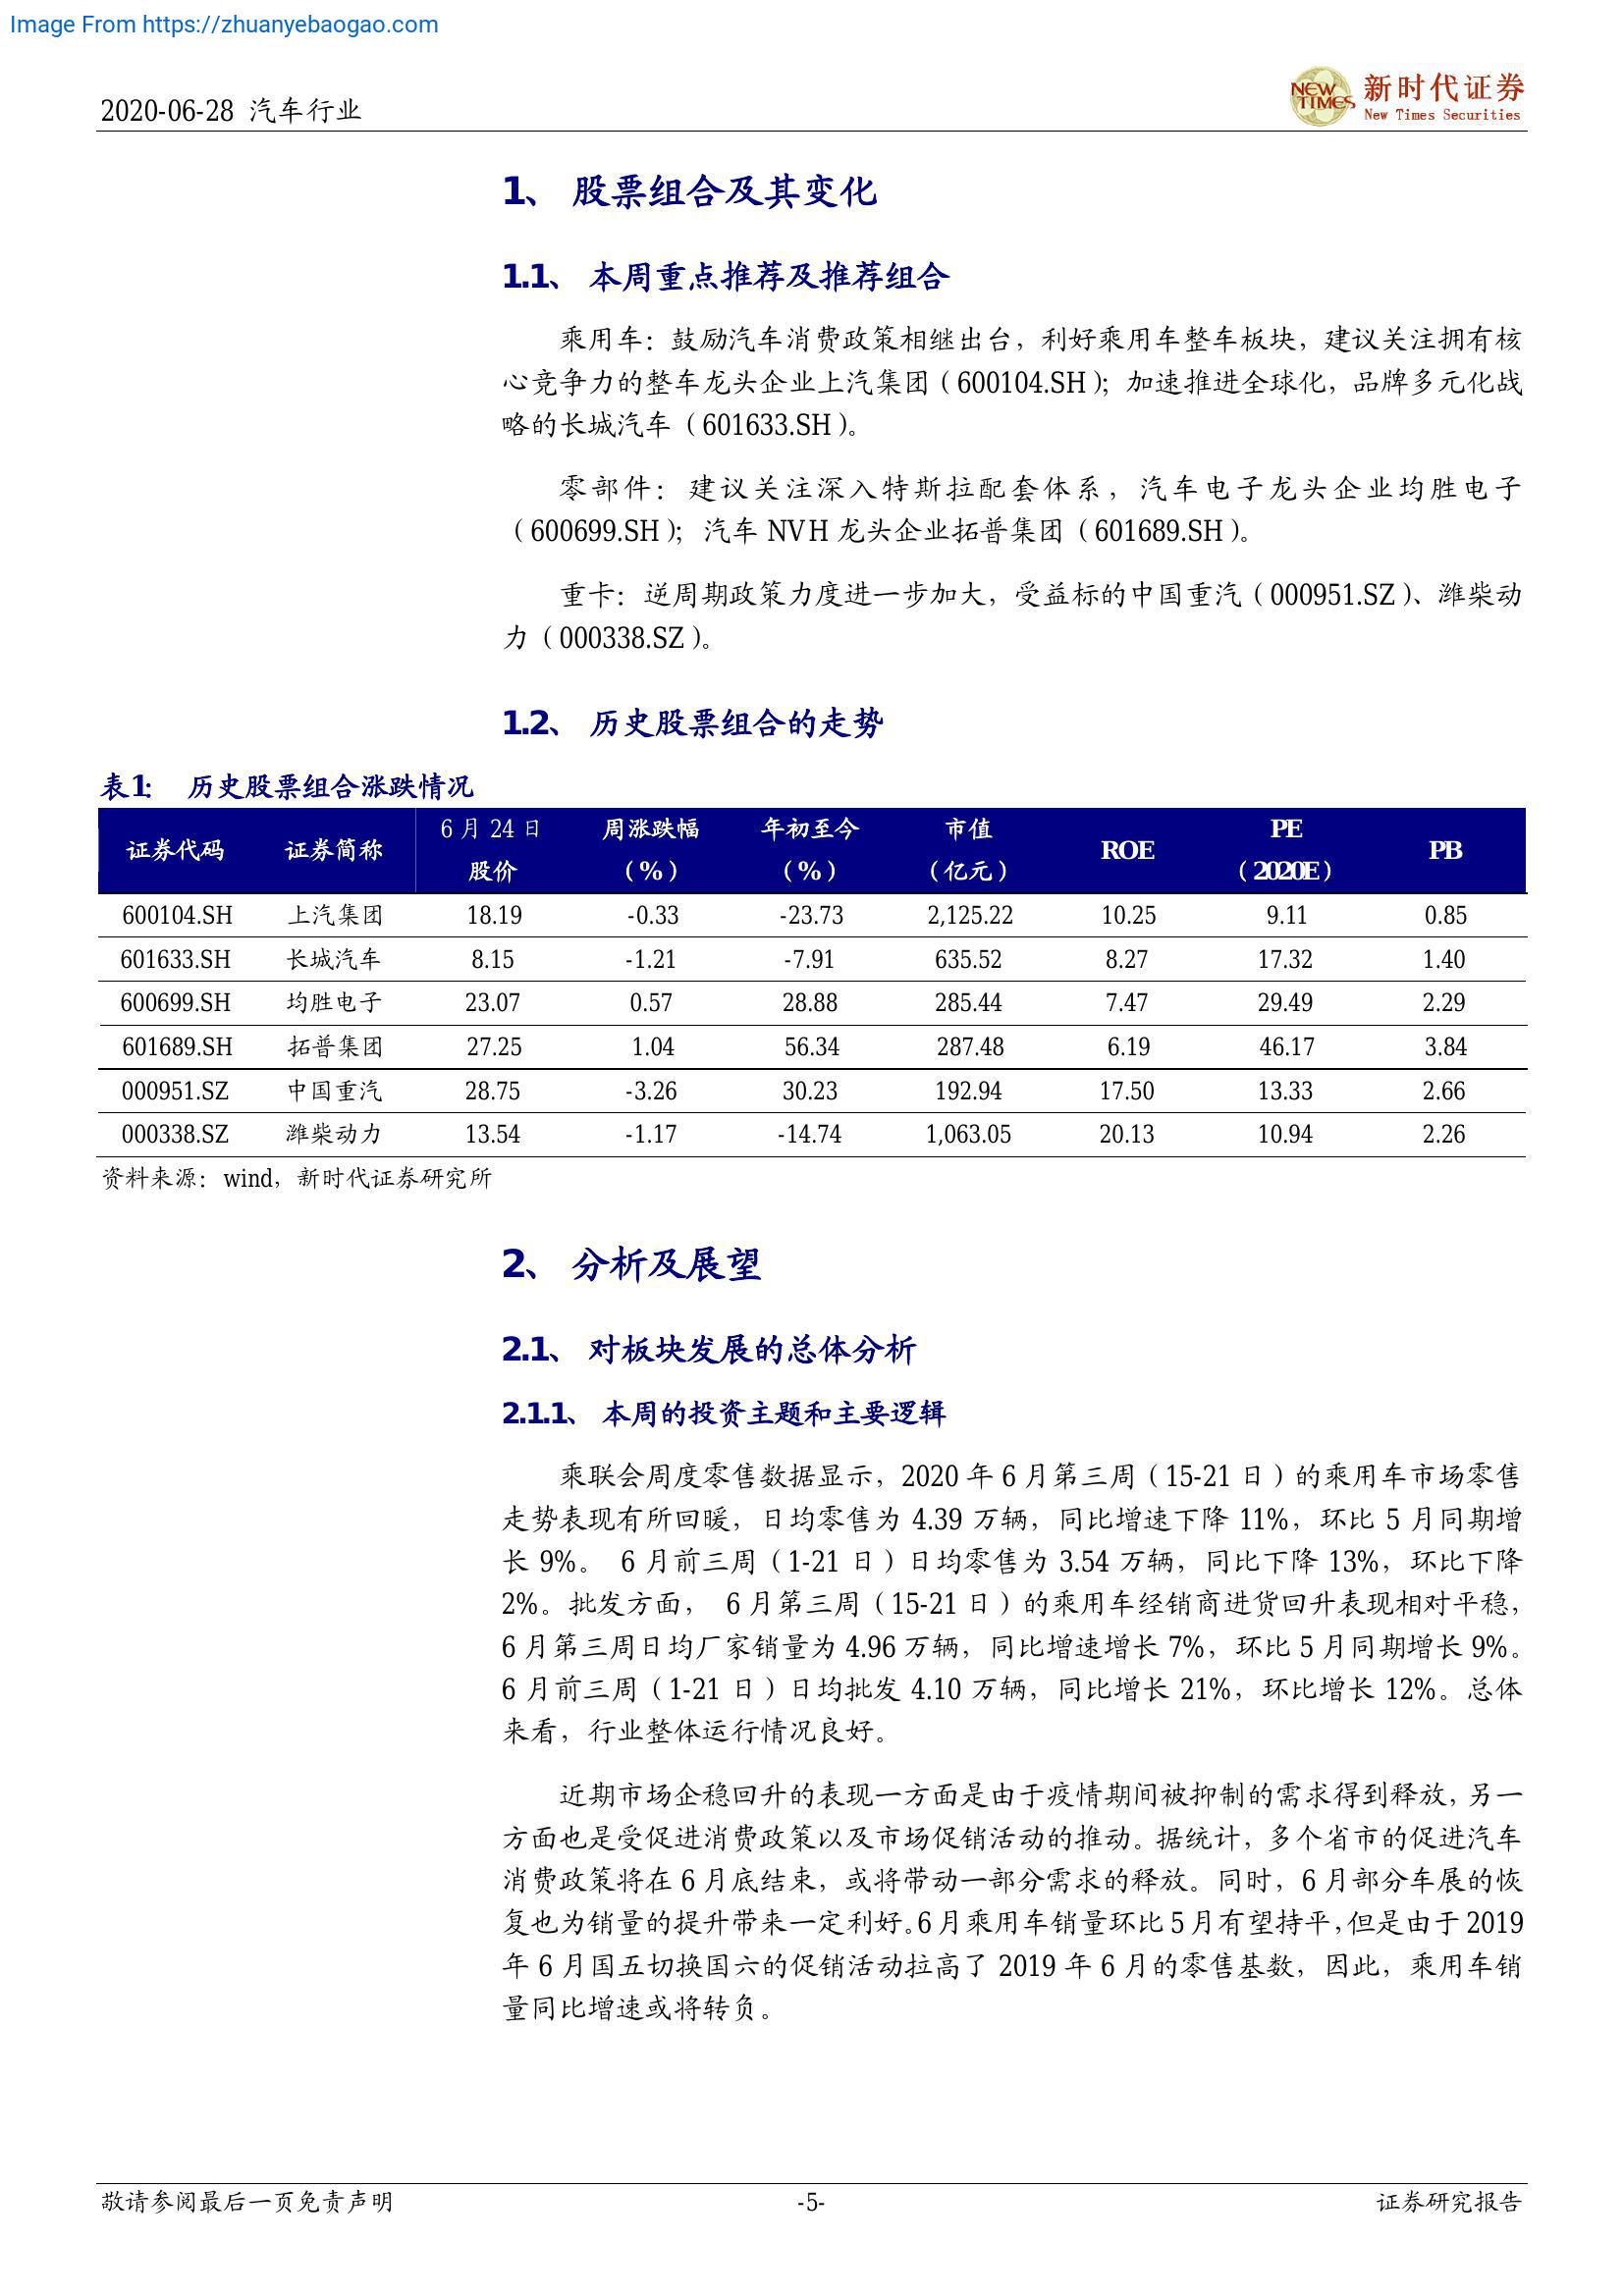 Image From https://zhuanyebaogao.com
2020-06-28 汽车行业
NEW TIMES 新时代证券
New Times Securities
1、 股票组合及其变化
1.1、 本周重点推荐及推荐组合
乘用车：鼓励汽车消费政策相继出台，利好乘用车整车板块，建议关注拥有核
心竞争力的整车龙头企业上汽集团（600104.SH）；加速推进全球化，品牌多元化战
略的长城汽车（601633.SH）。
零部件：建议关注深入特斯拉配套体系，汽车电子龙头企业均胜电子
（600699.SH）；汽车 NVH 龙头企业拓普集团（601689.SH）。
重卡：逆周期政策力度进一步加大，受益标的中国重汽（000951.SZ）、潍柴动
力（000338.SZ）。
1.2、 历史股票组合的走势
表1： 历史股票组合涨跌情况
证券代码 证券简称 6 月 24 日股价 周涨跌幅（%） 年初至今（%） 市值（亿元） ROE PE（2020E） PB
600104.SH 上汽集团 18.19 -0.33 -23.73 2,125.22 10.25 9.11 0.85
601633.SH 长城汽车 8.15 -1.21 -7.91 635.52 8.27 17.32 1.40
600699.SH 均胜电子 23.07 0.57 28.88 285.44 7.47 29.49 2.29
601689.SH 拓普集团 27.25 1.04 56.34 287.48 6.19 46.17 3.84
000951.SZ 中国重汽 28.75 -3.26 30.23 192.94 17.50 13.33 2.66
000338.SZ 潍柴动力 13.54 -1.17 -14.74 1,063.05 20.13 10.94 2.26
资料来源：wind，新时代证券研究所
2、 分析及展望
2.1、 对板块发展的总体分析
2.1.1、 本周的投资主题和主要逻辑
乘联会周度零售数据显示，2020 年 6 月第三周（15-21 日）的乘用车市场零售
走势表现有所回暖，日均零售为 4.39 万辆，同比增速下降 11%，环比 5 月同期增
长 9%。 6 月前三周（1-21 日）日均零售为 3.54 万辆，同比下降 13%，环比下降
2%。批发方面， 6 月第三周（15-21 日）的乘用车经销商进货回升表现相对平稳，
6 月第三周日均厂家销量为 4.96 万辆，同比增速增长 7%，环比 5 月同期增长 9%。
6 月前三周（1-21 日）日均批发 4.10 万辆，同比增长 21%，环比增长 12%。总体
来看，行业整体运行情况良好。
近期市场企稳回升的表现一方面是由于疫情期间被抑制的需求得到释放，另一
方面也是受促进消费政策以及市场促销活动的推动。据统计，多个省市的促进汽车
消费政策将在 6 月底结束，或将带动一部分需求的释放。同时，6 月部分车展的恢
复也为销量的提升带来一定利好。6 月乘用车销量环比 5 月有望持平，但是由于 2019
年 6 月国五切换国六的促销活动拉高了 2019 年 6 月的零售基数，因此，乘用车销
量同比增速或将转负。
敬请参阅最后一页免责声明 -5- 证券研究报告